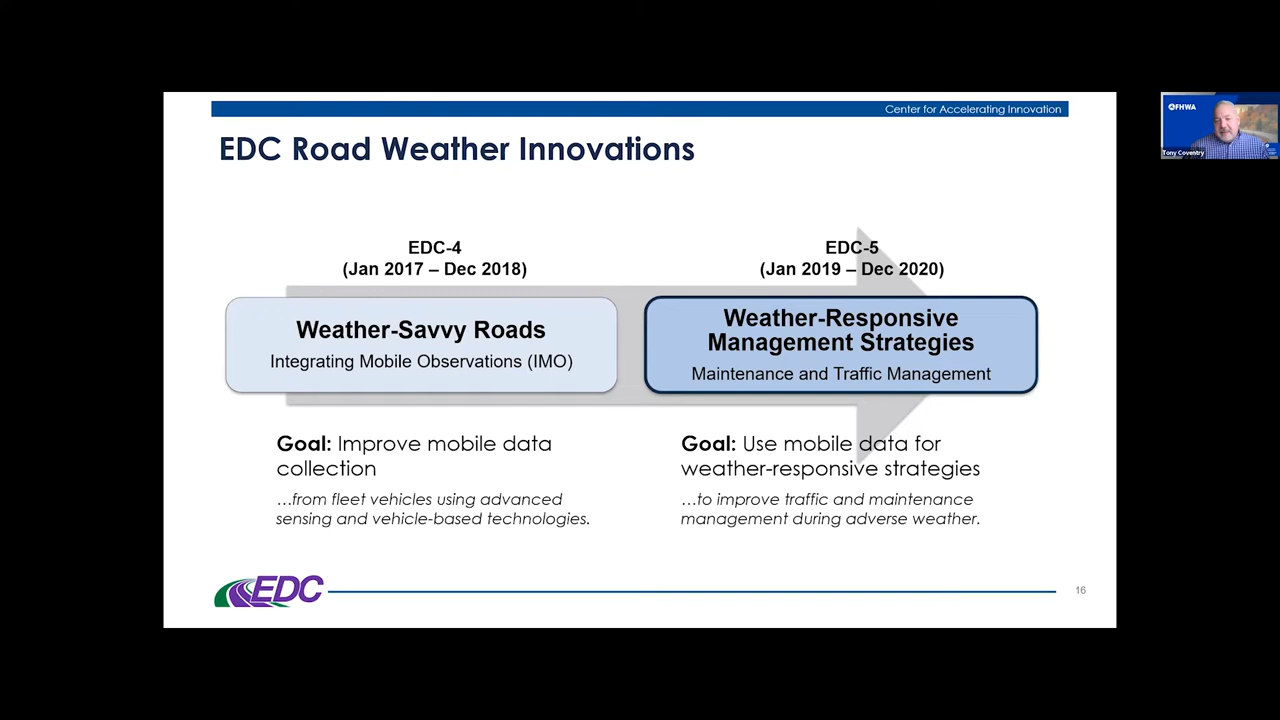 Center for Accelerating Innovation
EDC Road Weather Innovations
EDC-4
(Jan 2017 – Dec 2018)
EDC-5
(Jan 2019 – Dec 2020)
Weather-Savvy Roads
Integrating Mobile Observations (IMO)
Weather-Responsive
Management Strategies
Maintenance and Traffic Management
Goal: Improve mobile data
collection
…from fleet vehicles using advanced
sensing and vehicle-based technologies.
Goal: Use mobile data for
weather-responsive strategies
…to improve traffic and maintenance
management during adverse weather.
EDC
16
FHWA
Tony Coventry